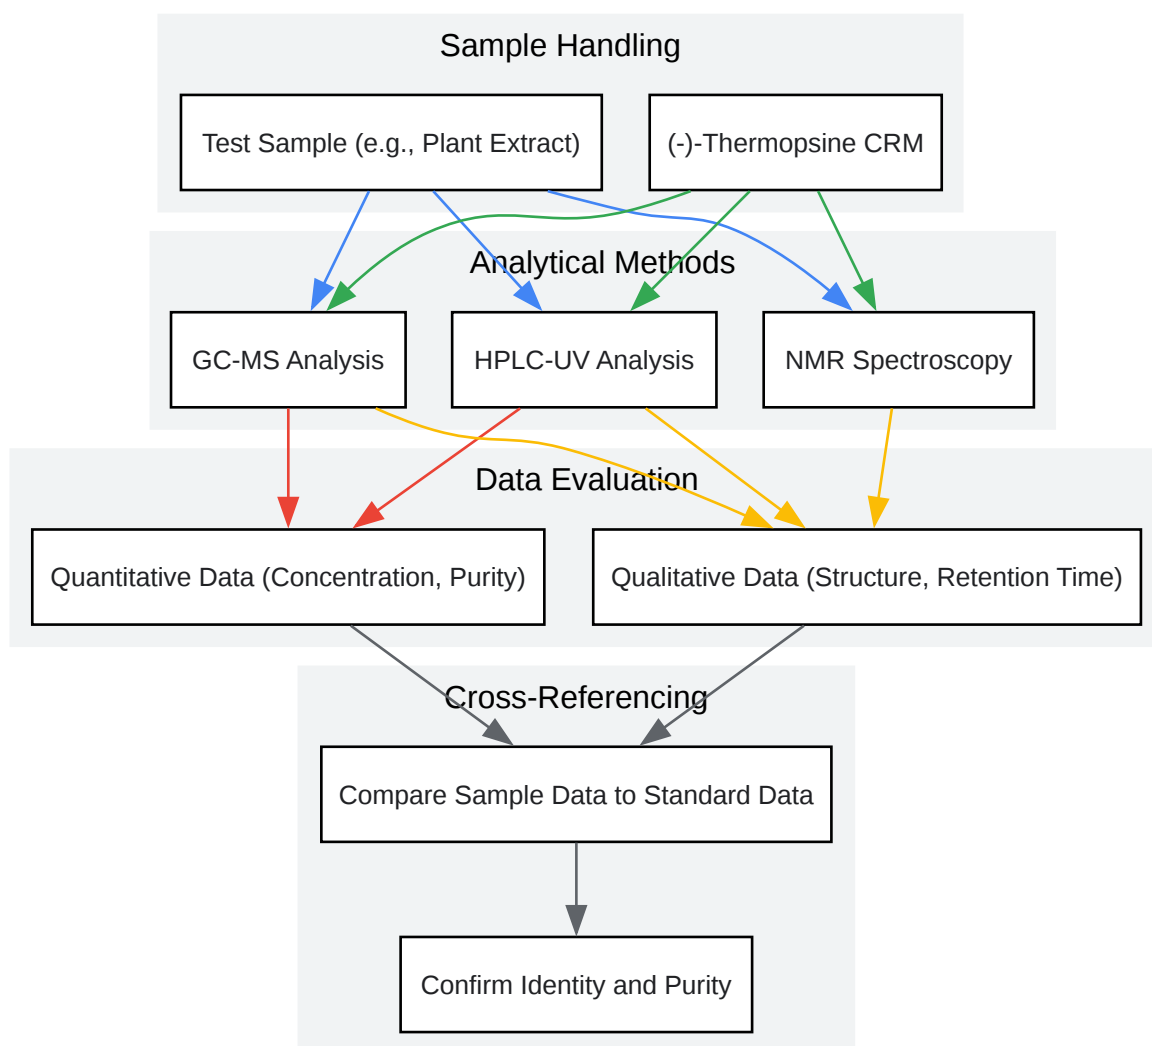 Sample Handling
Test Sample (e.g., Plant Extract)
(-)-Thermopsine CRM
Analytical Methods
GC-MS Analysis
HPLC-UV Analysis
NMR Spectroscopy
Data Evaluation
Quantitative Data (Concentration, Purity)
Qualitative Data (Structure, Retention Time)
Cross-Referencing
Compare Sample Data to Standard Data
Confirm Identity and Purity